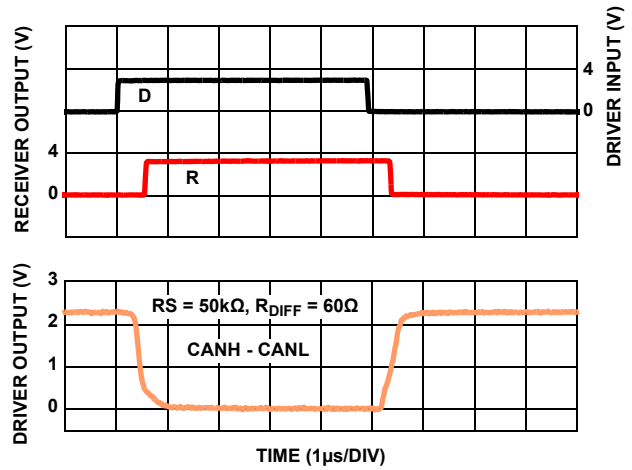 RECEIVER OUTPUT (V)
DRIVER INPUT (V)
4
0
D
4
0
R
DRIVER OUTPUT (V)
3
2
1
0
RS = 50kΩ, RDIFF = 60Ω
CANH - CANL
TIME (1µs/DIV)